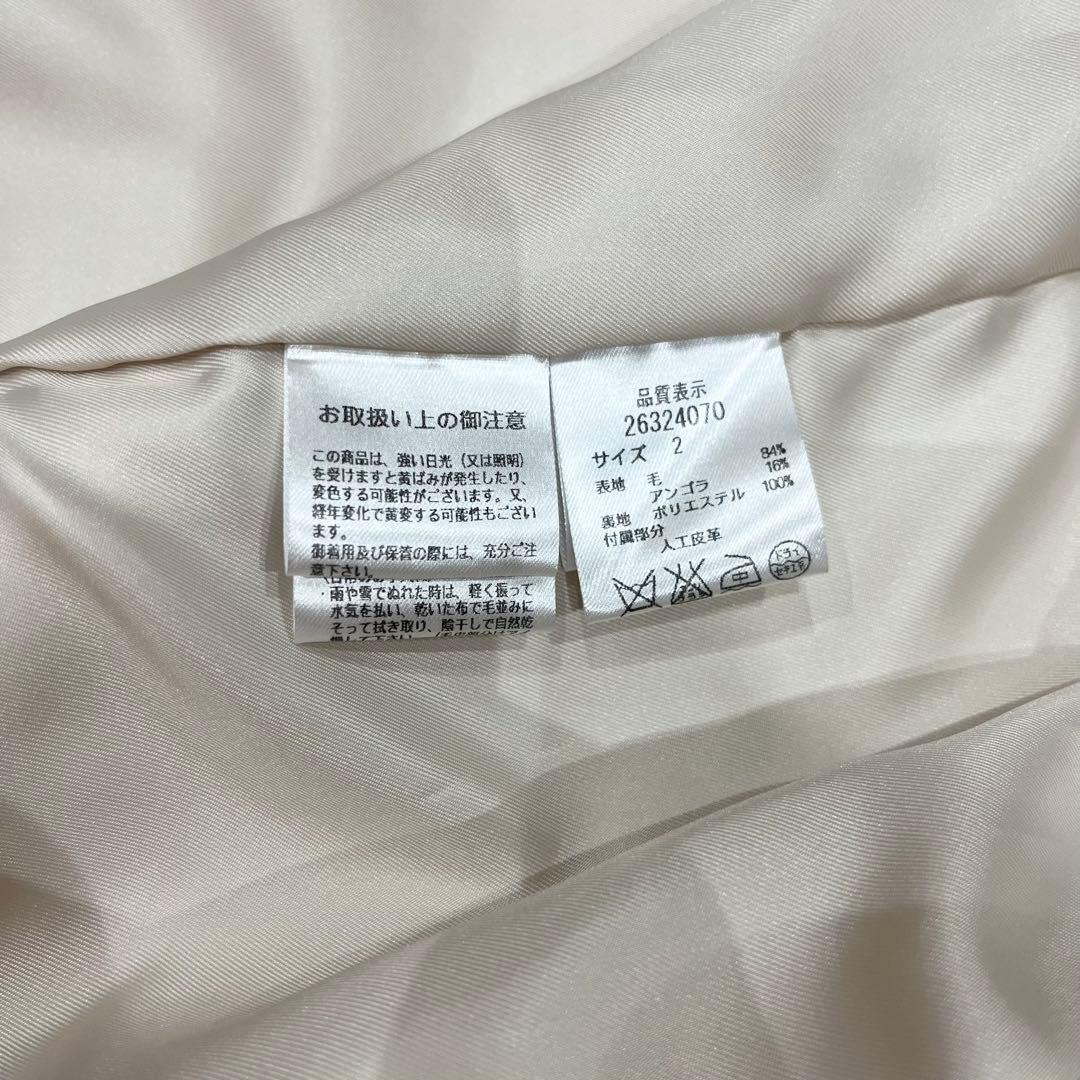 お取扱い上の御注意
この商品は、強い日光（又は照明）
を受けますと黄ばみが発生したり、
変色する可能性がございます。又、
経年変化で黄変する可能性もござい
ます。
御着用及び保管の際には、充分ご注
意下さい。
・雨や雪でぬれた時は、軽く振って
水気を払い、乾いた布で毛並みに
そって拭き取り、陰干しで自然乾
品質表示
26324070
サイズ 2
表地 毛 84%
アンゴラ 16%
裏地 ポリエステル 100%
付属部分
人工皮革
ドライ
セキユ系